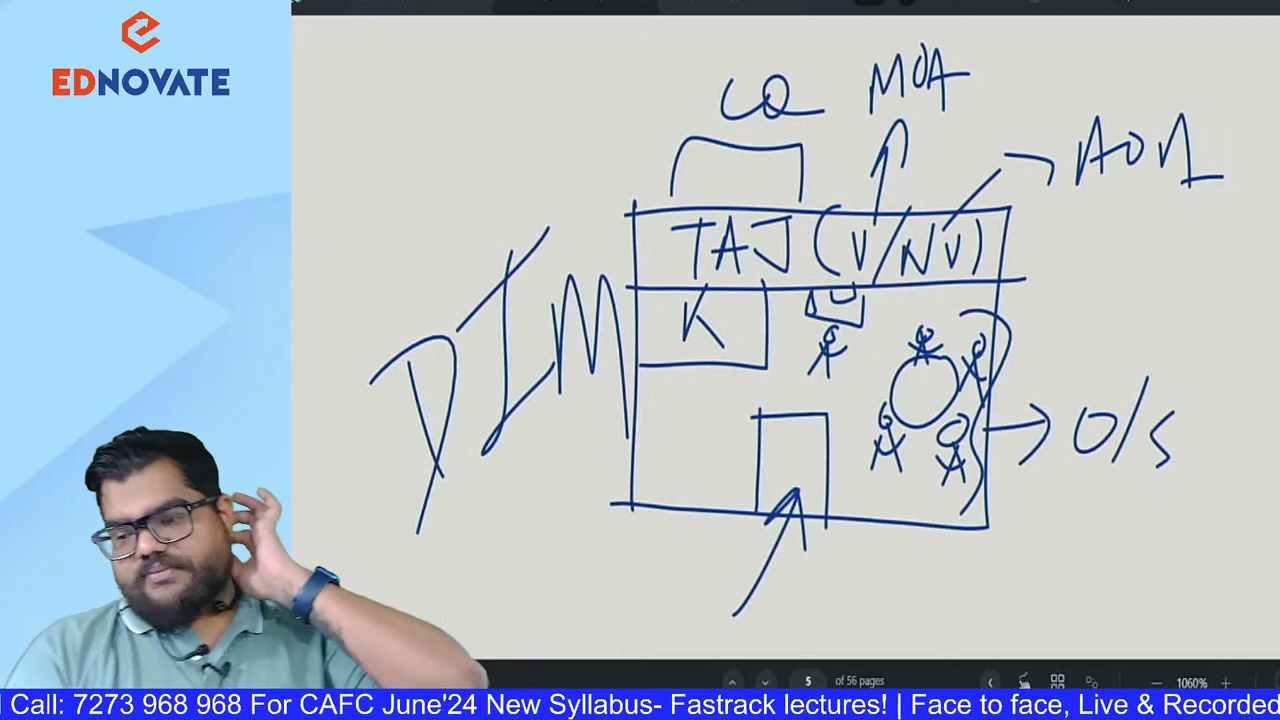 EDNOVATE
Co
MOA
AOA
TAJ (V/NV)
DIM
K
O/S
5 of 56 pages
1060%
Call: 7273 968 968 For CAFC June'24 New Syllabus- Fastrack lectures! | Face to face, Live & Recorded